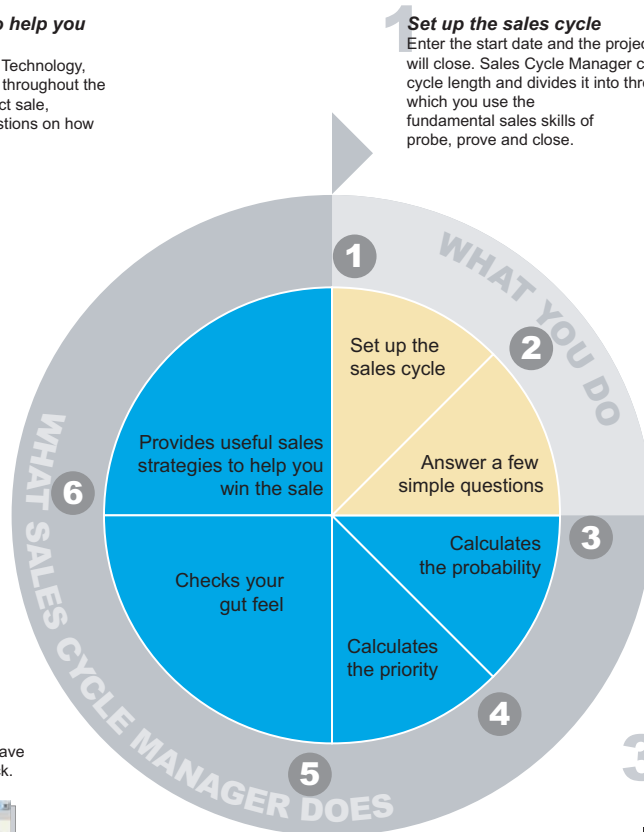 o help you
Technology,
throughout the
ct sale,
stions on how
1
Set up the sales cycle
Enter the start date and the projec
will close. Sales Cycle Manager c
cycle length and divides it into thre
which you use the
fundamental sales skills of
probe, prove and close.
WHAT YOU DO
1
Set up the
sales cycle
2
Answer a few
simple questions
3
Calculates
the probability
4
Calculates
the priority
5
Checks your
gut feel
6
Provides useful sales
strategies to help you
win the sale
WHAT SALES CYCLE MANAGER DOES
ave
k.
3